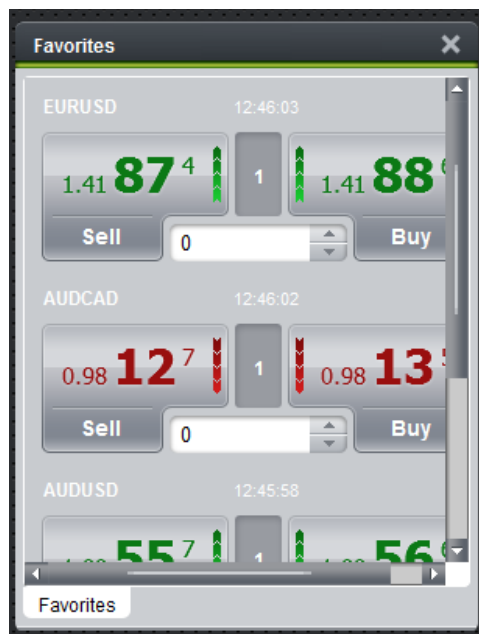 Favorites
EURUSD 12:46:03
1.41 87 4 1 1.41 88
Sell 0 Buy
AUDCAD 12:46:02
0.98 12 7 1 0.98 13
Sell 0 Buy
AUDUSD 12:45:58
55 7 1 56
Favorites